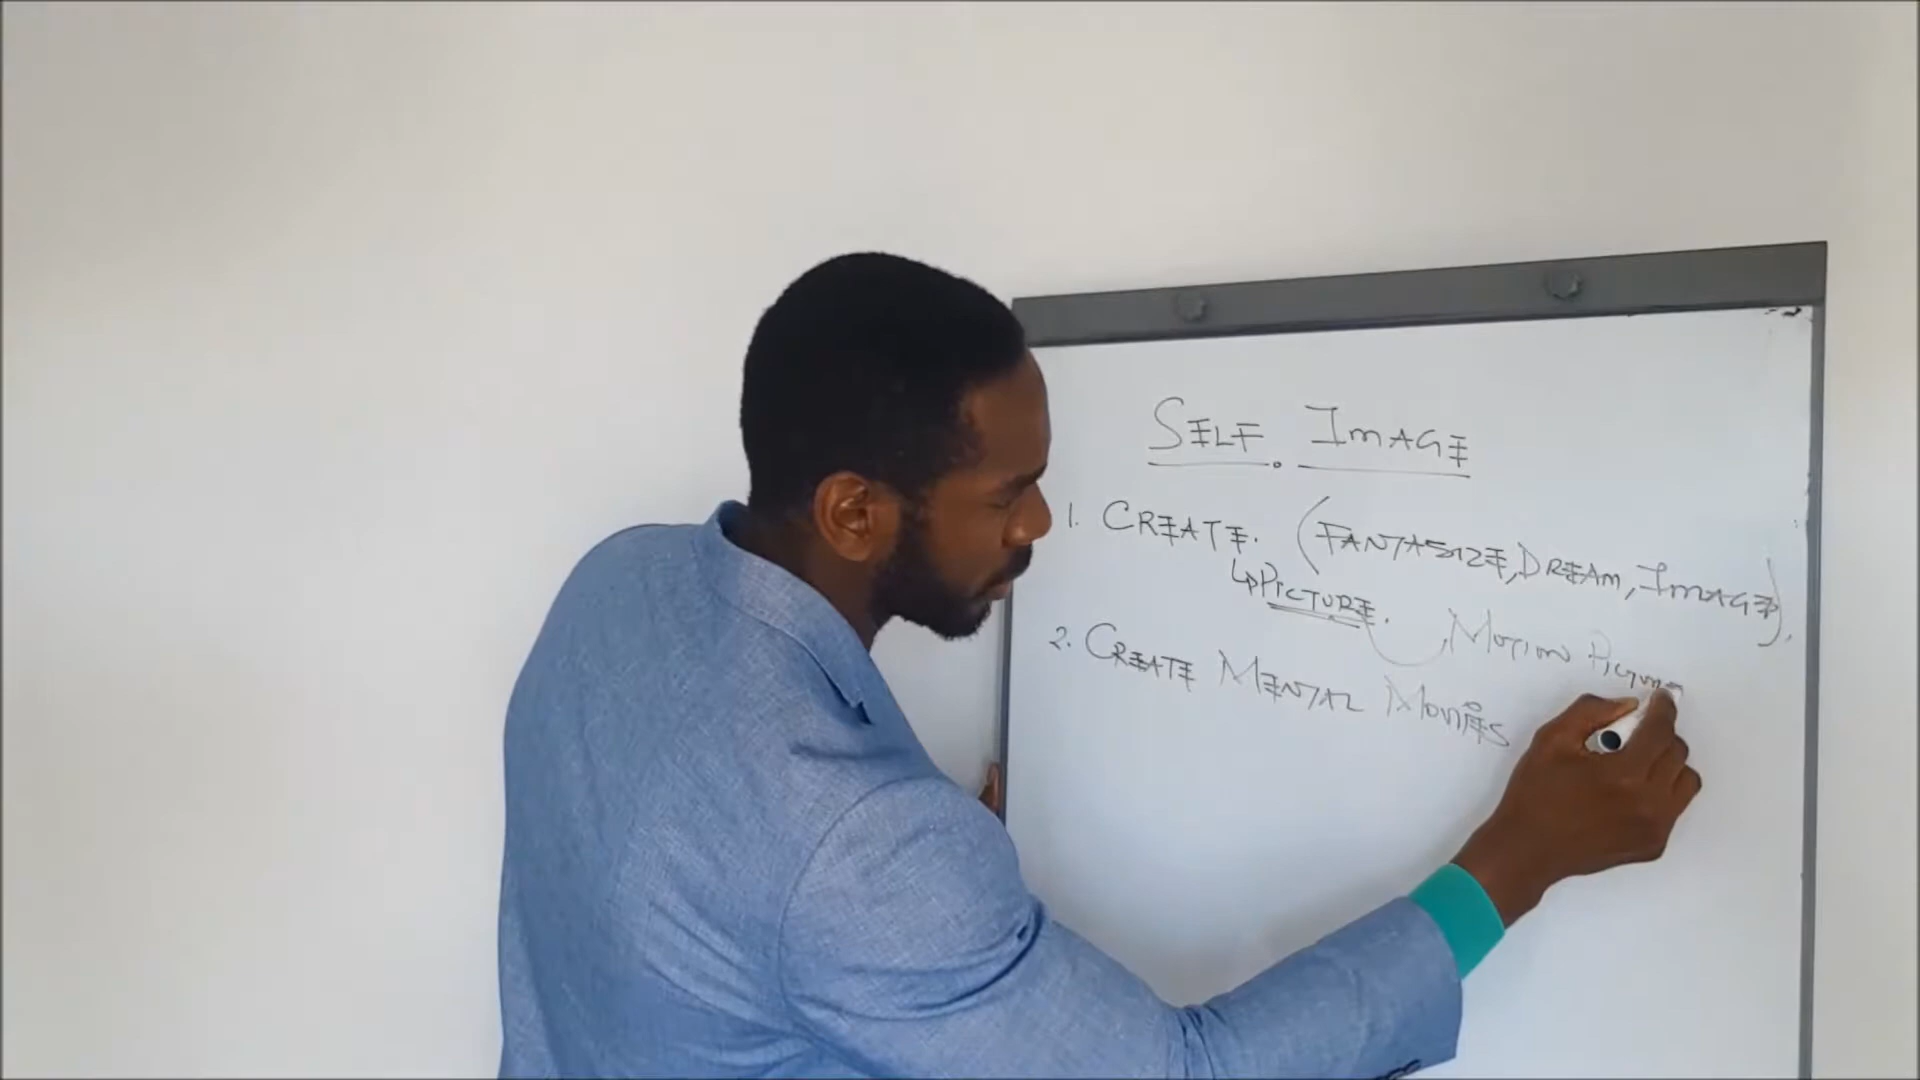 SELF IMAGE
1. CREATE. (FANTASIZE, DREAM, IMAGE),
↳ PICTURE.
MOTION PICTURE
2. CREATE MENTAL MOVIES